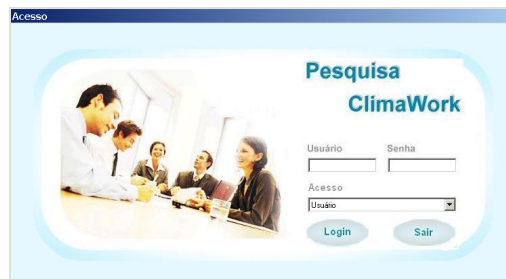 Acesso
Pesquisa
ClimaWork
Usuário Senha
Acesso
Usuário
Login Sair